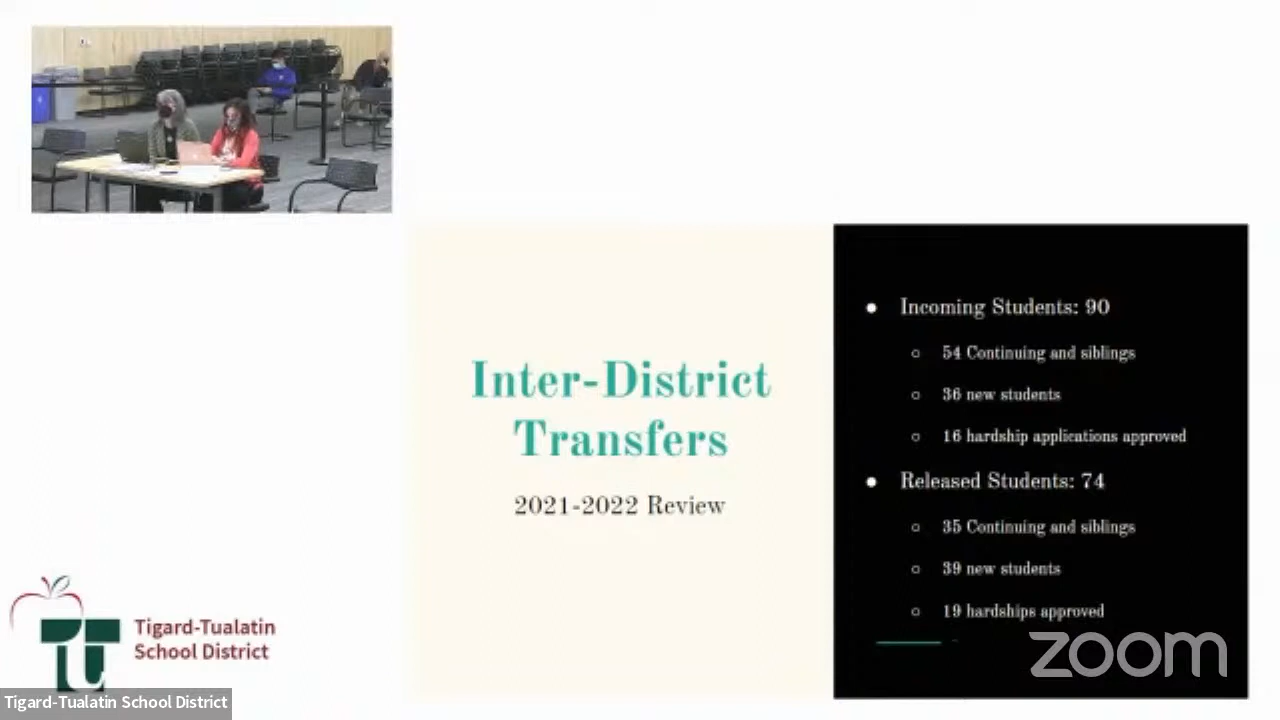 Inter-District
Transfers
2021-2022 Review
Incoming Students: 90
54 Continuing and siblings
36 new students
16 hardship applications approved
Released Students: 74
35 Continuing and siblings
39 new students
19 hardships approved
Tigard-Tualatin
School District
Tigard-Tualatin School District
zoom